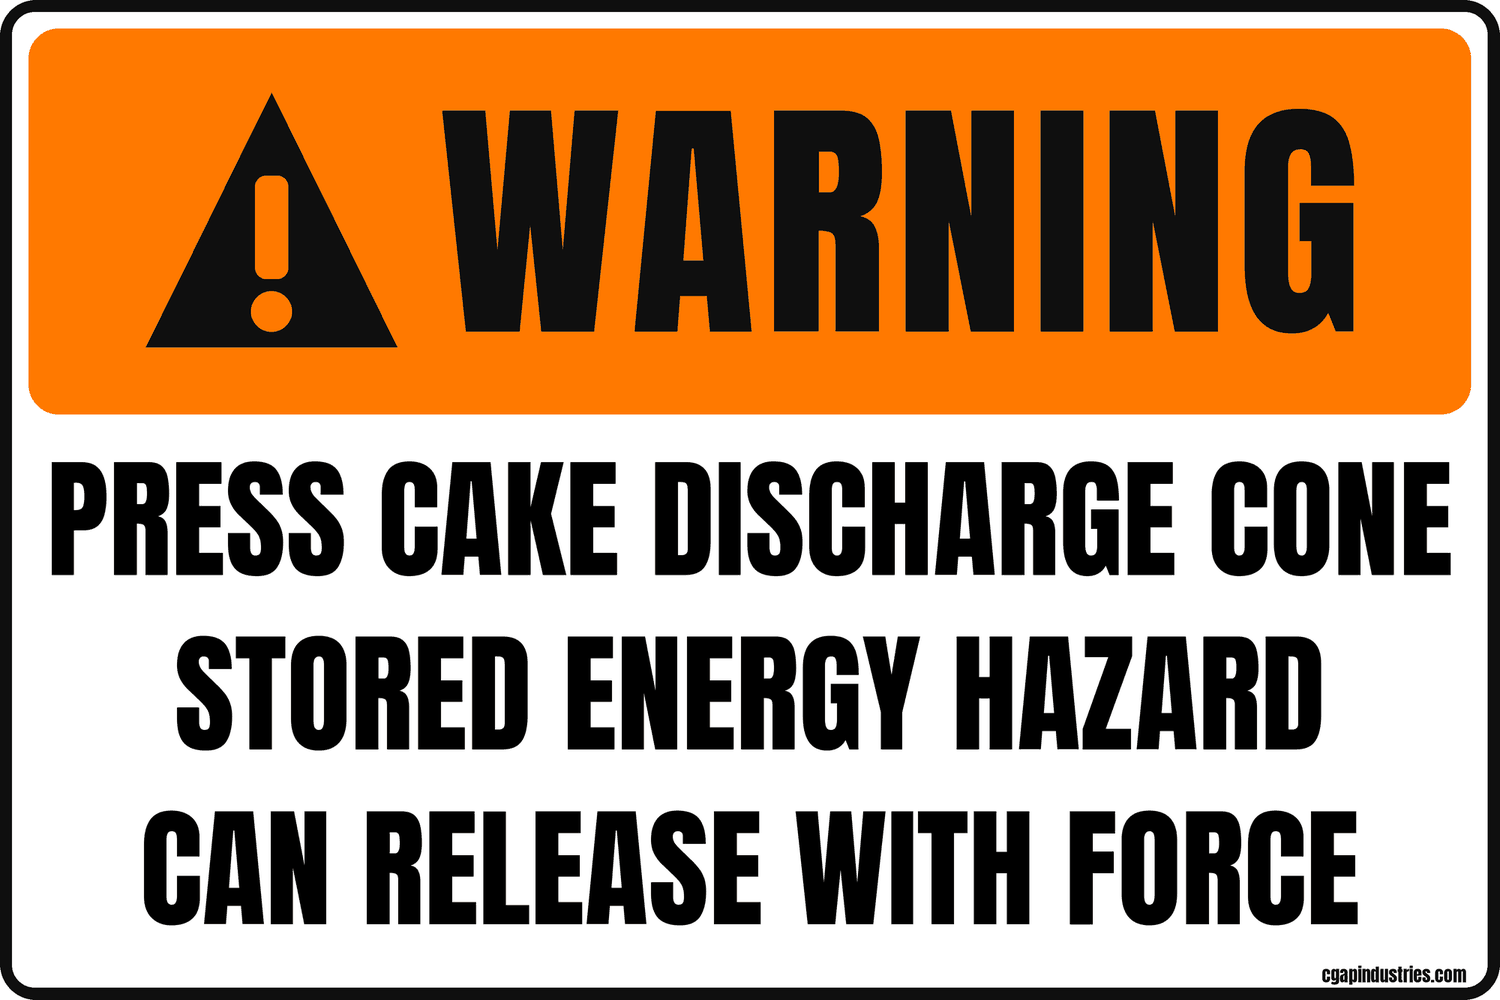 WARNING
PRESS CAKE DISCHARGE CONE
STORED ENERGY HAZARD
CAN RELEASE WITH FORCE
cgapindustries.com